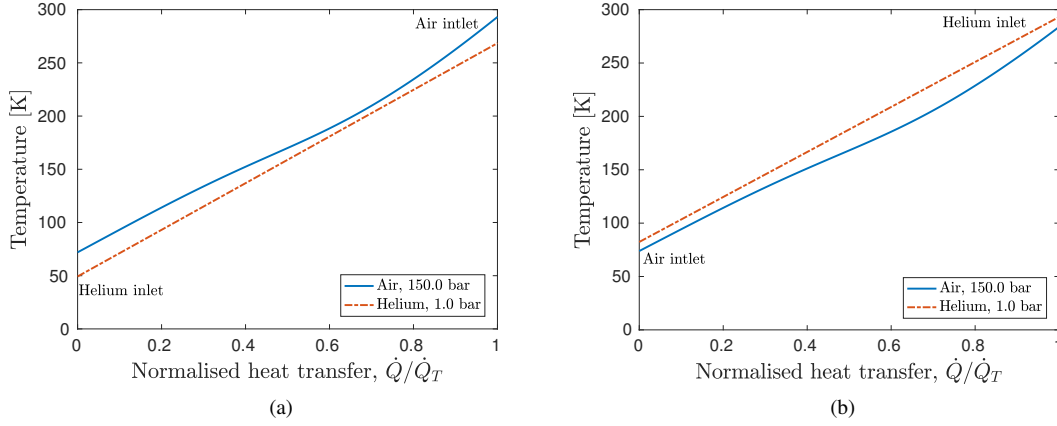 300
250
200
150
100
50
0
Temperature [K]
Air intlet
Helium inlet
Air, 150.0 bar
Helium, 1.0 bar
0 0.2 0.4 0.6 0.8 1
Normalised heat transfer, Q̇/Q̇_T
(a)
300
250
200
150
100
50
0
Temperature [K]
Helium inlet
Air intlet
Air, 150.0 bar
Helium, 1.0 bar
0 0.2 0.4 0.6 0.8 1
Normalised heat transfer, Q̇/Q̇_T
(b)